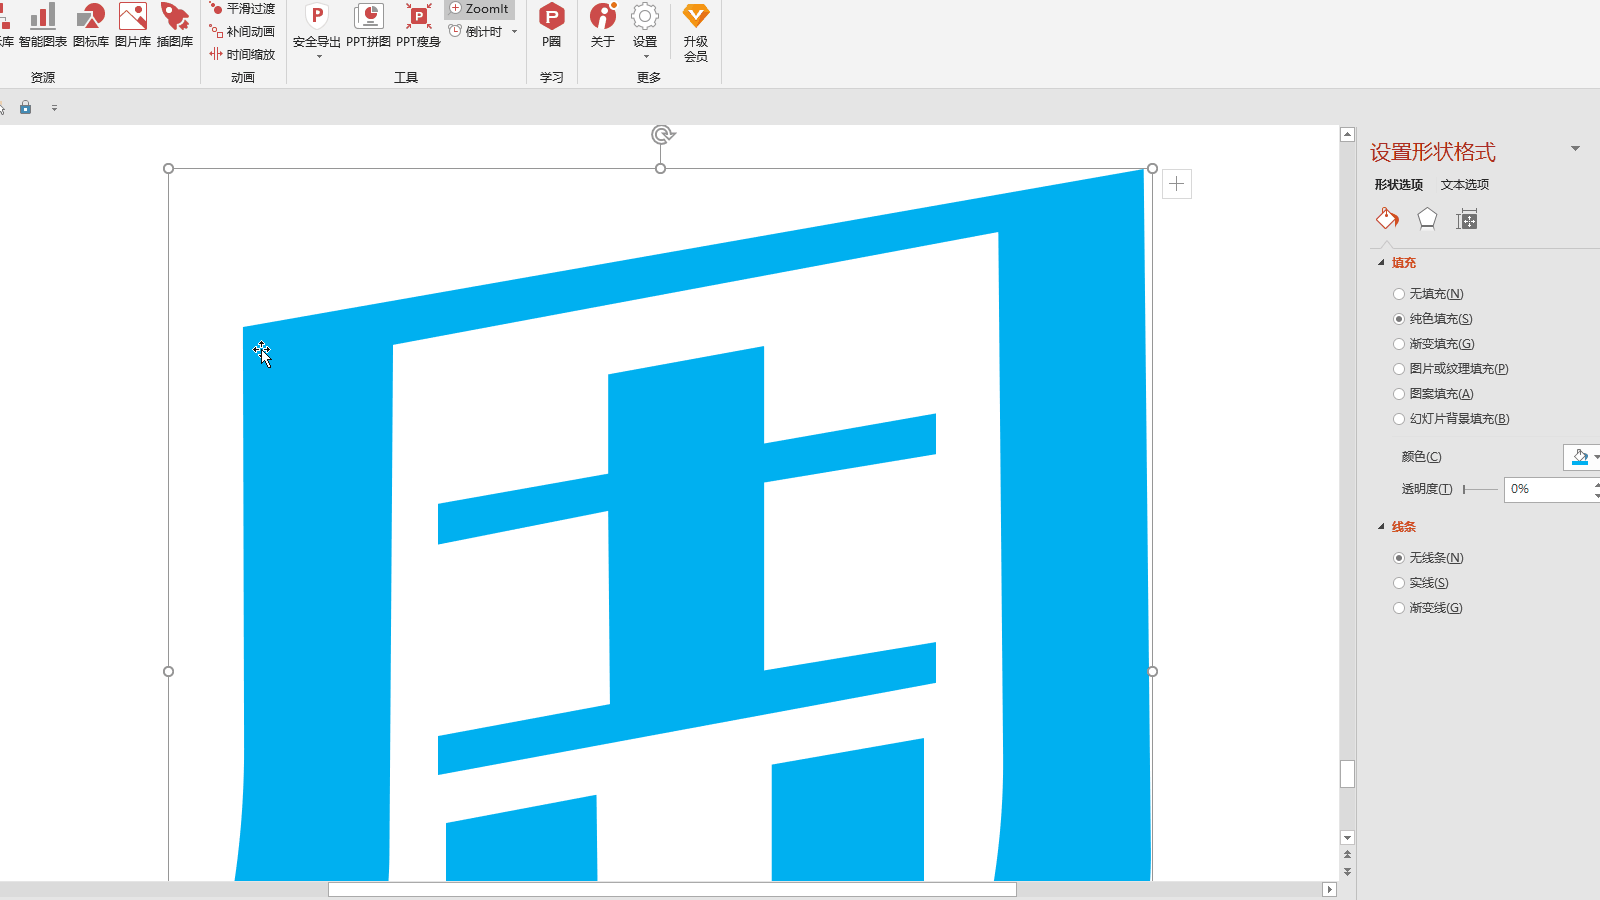 平滑过渡
ZoomIt
补间动画
倒计时
库 智能图表 图标库 图片库 插图库
安全导出 PPT拼图 PPT瘦身
P圈
关于 设置 升级会员
时间缩放
资源
动画
工具
学习
更多
设置形状格式
形状选项 文本选项
填充
无填充(N)
纯色填充(S)
渐变填充(G)
图片或纹理填充(P)
图案填充(A)
幻灯片背景填充(B)
颜色(C)
透明度(T) 0%
线条
无线条(N)
实线(S)
渐变线(G)